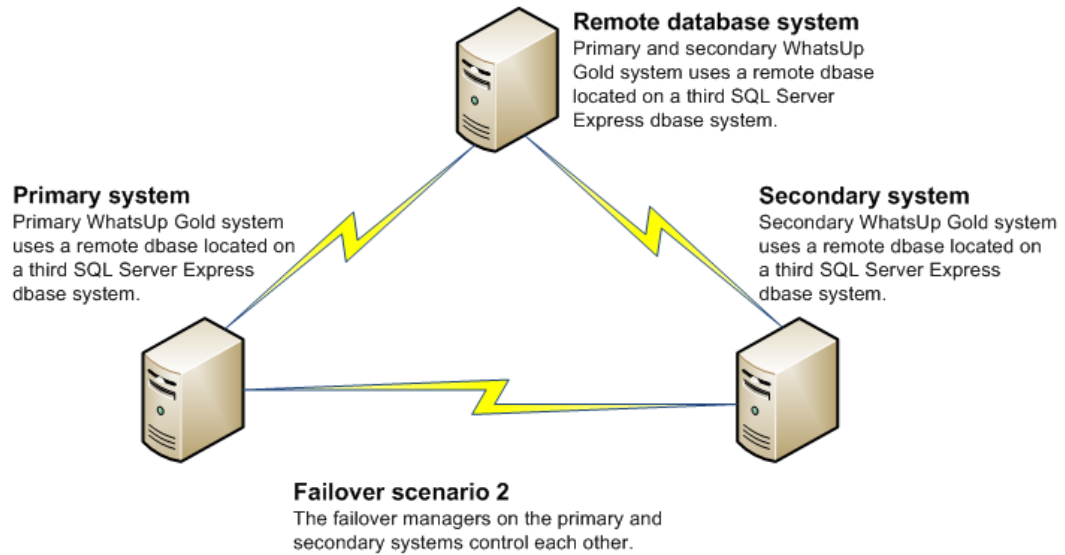 Remote database system
Primary and secondary WhatsUp
Gold system uses a remote dbase
located on a third SQL Server
Express dbase system.
Primary system
Primary WhatsUp Gold system
uses a remote dbase located on
a third SQL Server Express
dbase system.
Secondary system
Secondary WhatsUp Gold system
uses a remote dbase located on
a third SQL Server Express
dbase system.
Failover scenario 2
The failover managers on the primary and
secondary systems control each other.